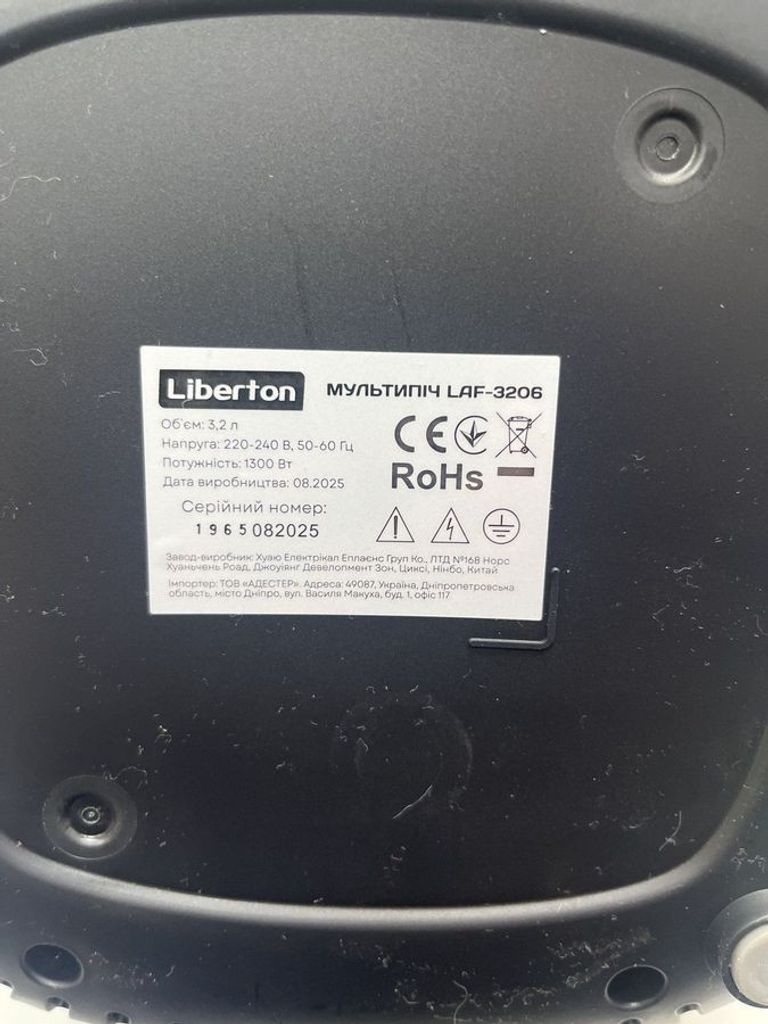 Liberton
МУЛЬТИПІЧ LAF-3206
Об'єм: 3,2 л
Напруга: 220-240 В, 50-60 Гц
Потужність: 1300 Вт
Дата виробництва: 08.2025
CE
RoHs
Серійний номер:
1965082025
Завод-виробник: Хуаю Електрікал Еплаєнс Груп Ко., ЛТД №168 Норс
Хуаньчень Роад, Джоуіянг Девелопмент Зон, Циксі, Нінбо, Китай
Імпортер: ТОВ «АДЕСТЕР». Адреса: 49087, Україна, Дніпропетровська
область, місто Дніпро, вул. Василя Макуха, буд. 1, офіс 117